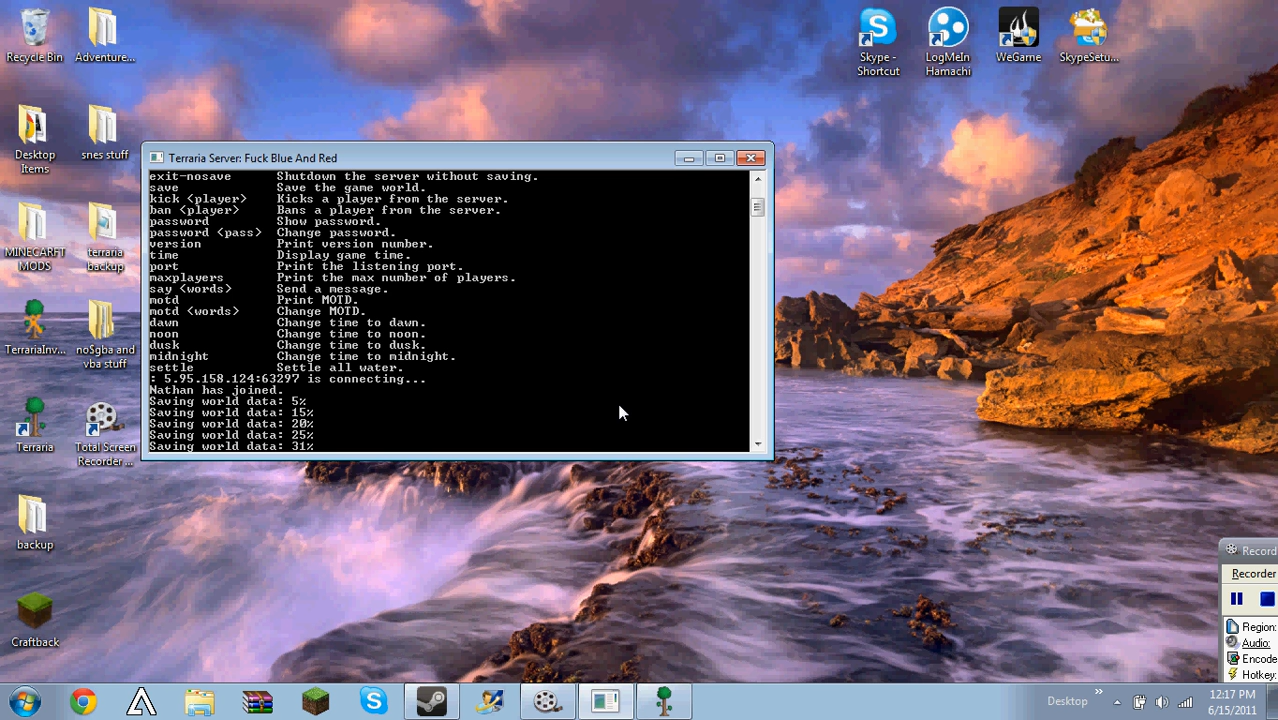 Recycle Bin
Adventure...
Skype -
Shortcut
LogMeIn
Hamachi
WeGame
SkypeSetu...
Desktop
Items
snes stuff
MINECARFT
MODS
terraria
backup
TerrariaInv...
no$gba and
vba stuff
Terraria
Total Screen
Recorder ...
backup
Craftback
Terraria Server: Fuck Blue And Red
exit-nosave Shutdown the server without saving.
save Save the game world.
kick <player> Kicks a player from the server.
ban <player> Bans a player from the server.
password Show password.
password <pass> Change password.
version Print version number.
time Display game time.
port Print the listening port.
maxplayers Print the max number of players.
say <words> Send a message.
motd Print MOTD.
motd <words> Change MOTD.
dawn Change time to dawn.
noon Change time to noon.
dusk Change time to dusk.
midnight Change time to midnight.
settle Settle all water.
: 5.95.158.124:63297 is connecting...
Nathan has joined.
Saving world data: 5%
Saving world data: 15%
Saving world data: 20%
Saving world data: 25%
Saving world data: 31%
Record
Recorder
Region:
Audio:
Encode
Hotkey:
Desktop
12:17 PM
6/15/2011